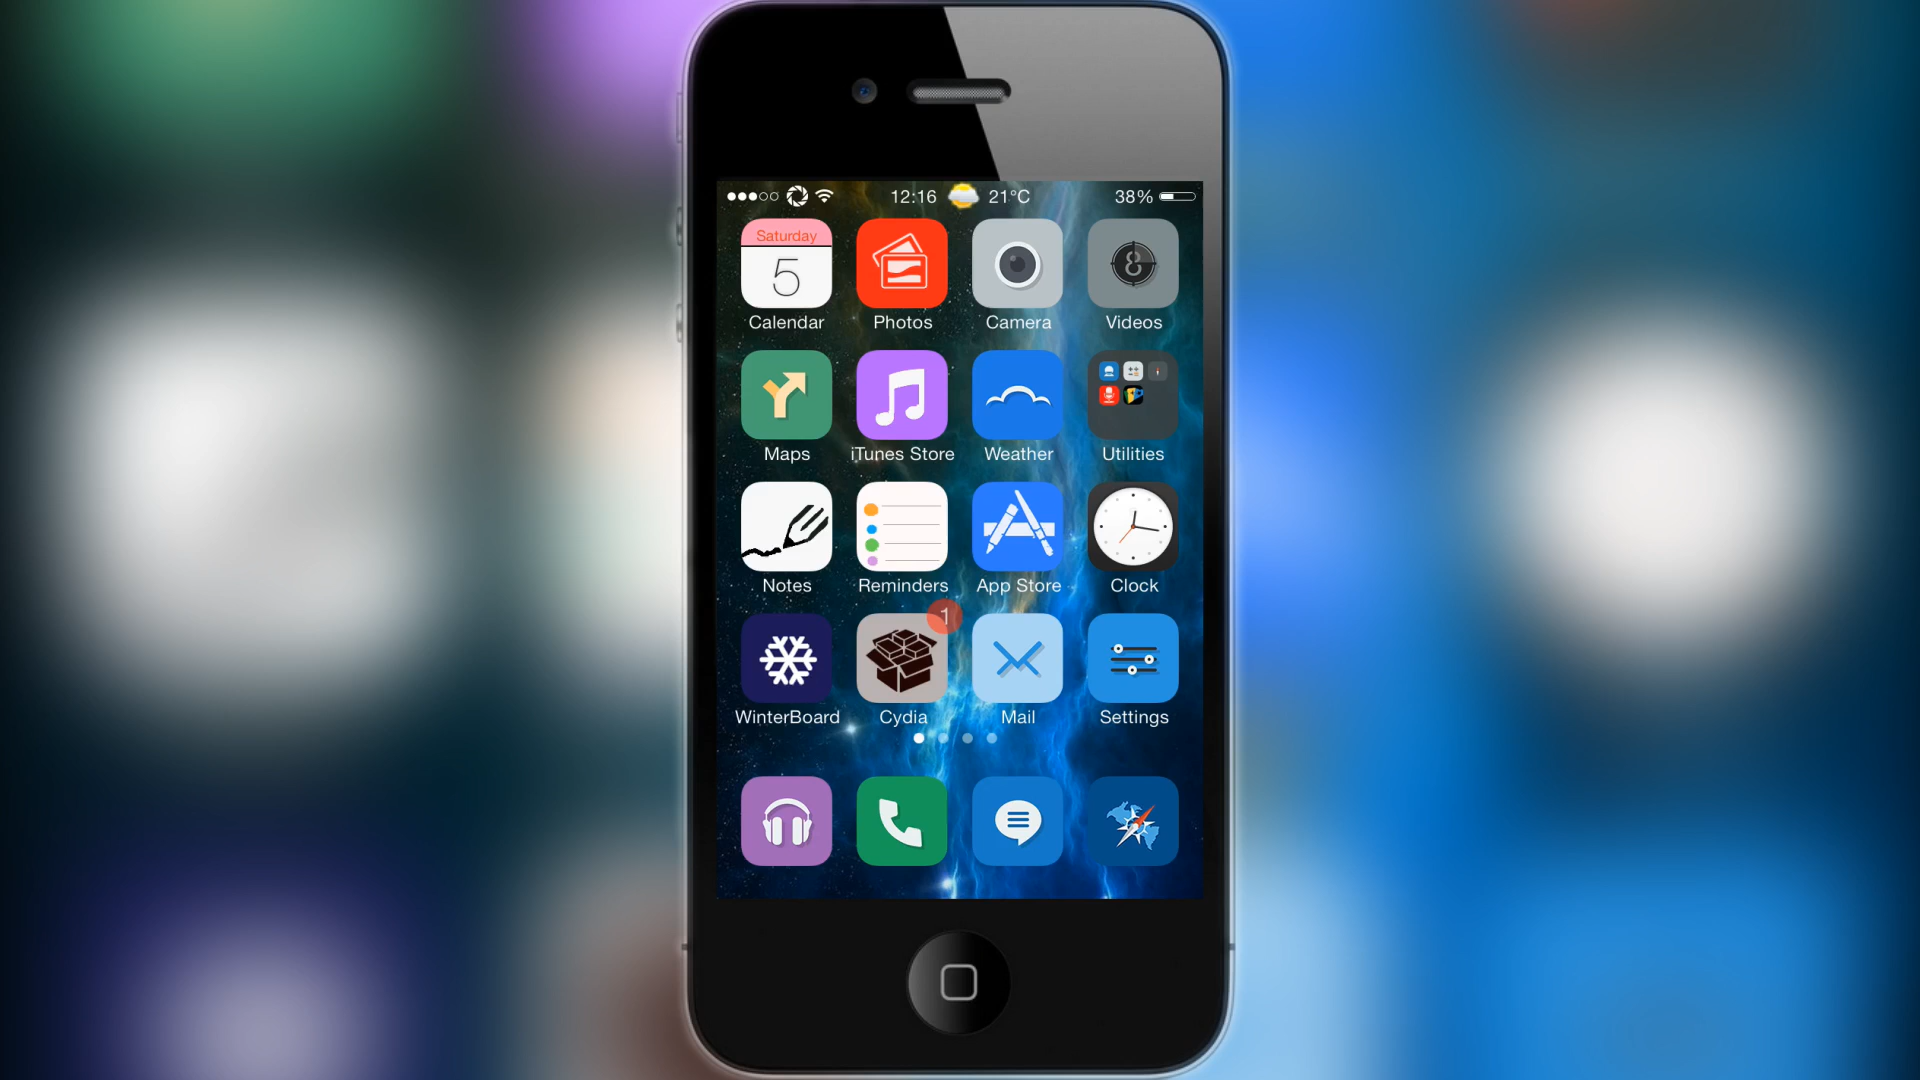 12:16 21°C 38%
Saturday
5
8
Calendar Photos Camera Videos
Maps iTunes Store Weather Utilities
Notes Reminders App Store Clock
1
WinterBoard Cydia Mail Settings